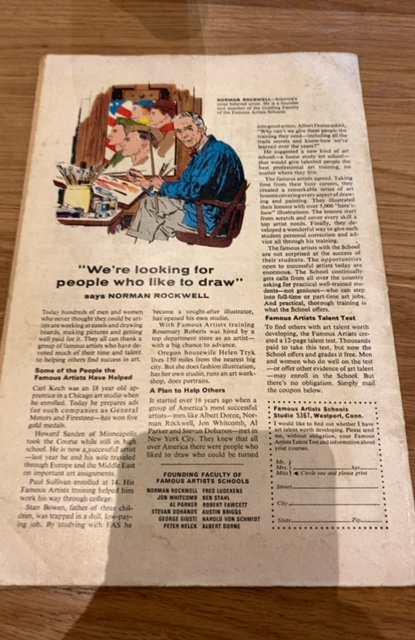 NORMAN ROCKWELL—America's
most beloved artist. He is a founder
and member of the Guiding Faculty
of the Famous Artists Schools.
"We're looking for
people who like to draw"
says NORMAN ROCKWELL
Today hundreds of men and women
who never thought they could be art-
ists are working at easels and drawing
boards, making pictures and getting
well paid for it. They all can thank a
group of famous artists who have de-
voted much of their time and talent
to helping others find success in art.
Some of the People the
Famous Artists Have Helped
Carl Koch was an 18 year old ap-
prentice in a Chicago art studio when
he enrolled. Today he prepares ads
for such companies as General
Motors and Firestone—has won five
gold medals.
Howard Sanden of Minneapolis
took the Course while still in high
school. He is now a successful artist
—last year he and his wife traveled
through Europe and the Middle East
on important art assignments.
Paul Sullivan enrolled at 14. His
Famous Artists training helped him
work his way through college.
Stan Bowen, father of three chil-
dren, was trapped in a dull, low-pay-
ing job. By studying with FAS he
became a sought-after illustrator,
has opened his own studio.
With Famous Artists training
Rosemary Roberts was hired by a
top department store as an artist—
with a big chance to advance.
Oregon housewife Helen Tryk
lives 150 miles from the nearest big
city. But she does fashion illustration,
has her own studio, runs an art work-
shop, does portraits.
A Plan to Help Others
It started over 18 years ago when a
group of America's most successful
artists—men like Albert Dorne, Nor-
man Rockwell, Jon Whitcomb, Al
Parker and Stevan Dohanos—met in
New York City. They knew that all
over America there were people who
liked to draw who could be turned
FOUNDING FACULTY OF
FAMOUS ARTISTS SCHOOLS
NORMAN ROCKWELL FRED LUDEKENS
JON WHITCOMB BEN STAHL
AL PARKER ROBERT FAWCETT
STEVAN DOHANOS AUSTIN BRIGGS
GEORGE GIUSTI HAROLD VON SCHMIDT
PETER HELCK ALBERT DORNE
into good artists. Albert Dorne asked,
"Why can't we give these people the
training they need—including all the
trade secrets and know-how we've
learned over the years?"
He suggested a new kind of art
school—a home study art school—
that would give talented people the
best professional art training, no
matter where they live.
The famous artists agreed. Taking
time from their busy careers, they
created a remarkable series of art
lessons covering every aspect of draw-
ing and painting. They illustrated
their lessons with over 5,000 "here's-
how" illustrations. The lessons start
from scratch and cover every skill a
top artist needs. Finally, they de-
veloped a wonderful way to give each
student personal correction and ad-
vice all through his training.
The famous artists with the School
are not surprised at the success of
their students. The opportunities
open to successful artists today are
enormous. The School continually
gets calls from all over the country
asking for practical well-trained stu-
dents—not geniuses—who can step
into full-time or part-time art jobs.
And practical, thorough training is
what the School offers.
Famous Artists Talent Test
To find others with art talent worth
developing, the Famous Artists cre-
ated a 12-page talent test. Thousands
paid to take this test, but now the
School offers and grades it free. Men
and women who do well on the test
—or offer other evidence of art talent
—may enroll in the School. But
there's no obligation. Simply mail
the coupon below.
Famous Artists Schools
Studio 5367, Westport, Conn.
I would like to find out whether I have
art talent worth developing. Please send
me, without obligation, your Famous
Artists Talent Test and information about
your courses.
Mr.
Mrs. Age
Miss Circle one and please print
Street
City
State Zip